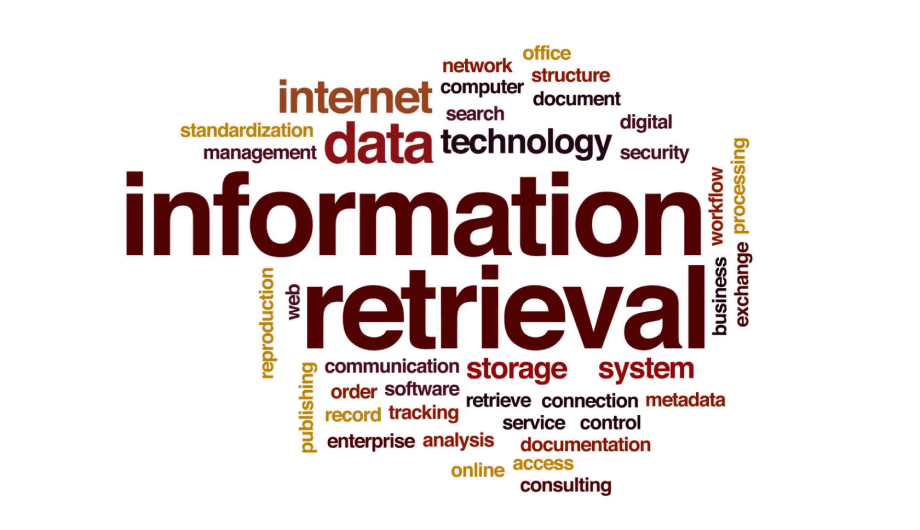 office
network
structure
internet
computer
document
search
digital
standardization
data
technology
management
security
information
workflow
processing
retrieval
reproduction
web
business
exchange
communication
storage
system
publishing
order
software
retrieve
connection
metadata
record
tracking
service
control
enterprise
analysis
documentation
online
access
consulting